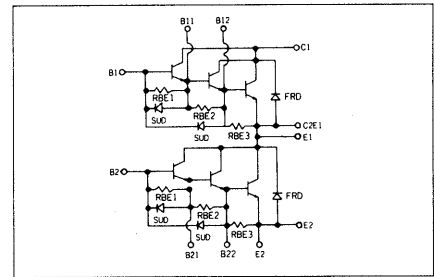 B11 B12
C1
B1
RBE1
SUD RBE2 FRD
SUD RBE3 C2E1
E1
B2
RBE1 FRD
SUD RBE2
SUD RBE3 E2
B21 B22 E2